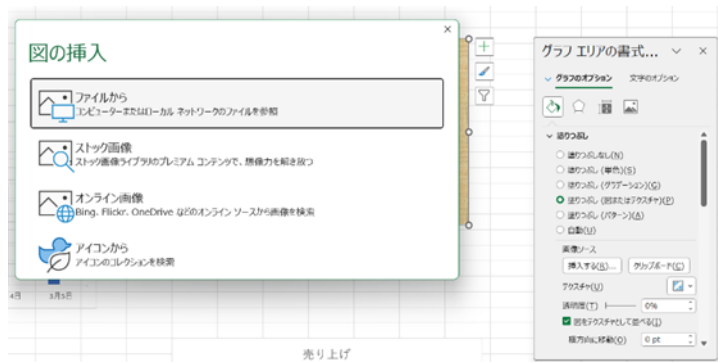 図の挿入
ファイルから
コンピューターまたはローカル ネットワークのファイルを参照
ストック画像
ストック画像ライブラリのプレミアム コンテンツで、想像力を解き放つ
オンライン画像
Bing、Flickr、OneDrive などのオンライン ソースから画像を検索
アイコンから
アイコンのコレクションを検索
4日
3月5日
売り上げ
グラフ エリアの書式...
グラフのオプション
文字のオプション
塗りつぶし
塗りつぶしなし(N)
塗りつぶし (単色)(S)
塗りつぶし (グラデーション)(G)
塗りつぶし (図またはテクスチャ)(P)
塗りつぶし (パターン)(A)
自動(U)
画像ソース
挿入する(R)...
クリップボード(C)
テクスチャ(U)
透明度(T)
0%
図をテクスチャとして並べる(I)
横方向に移動(O)
0 pt